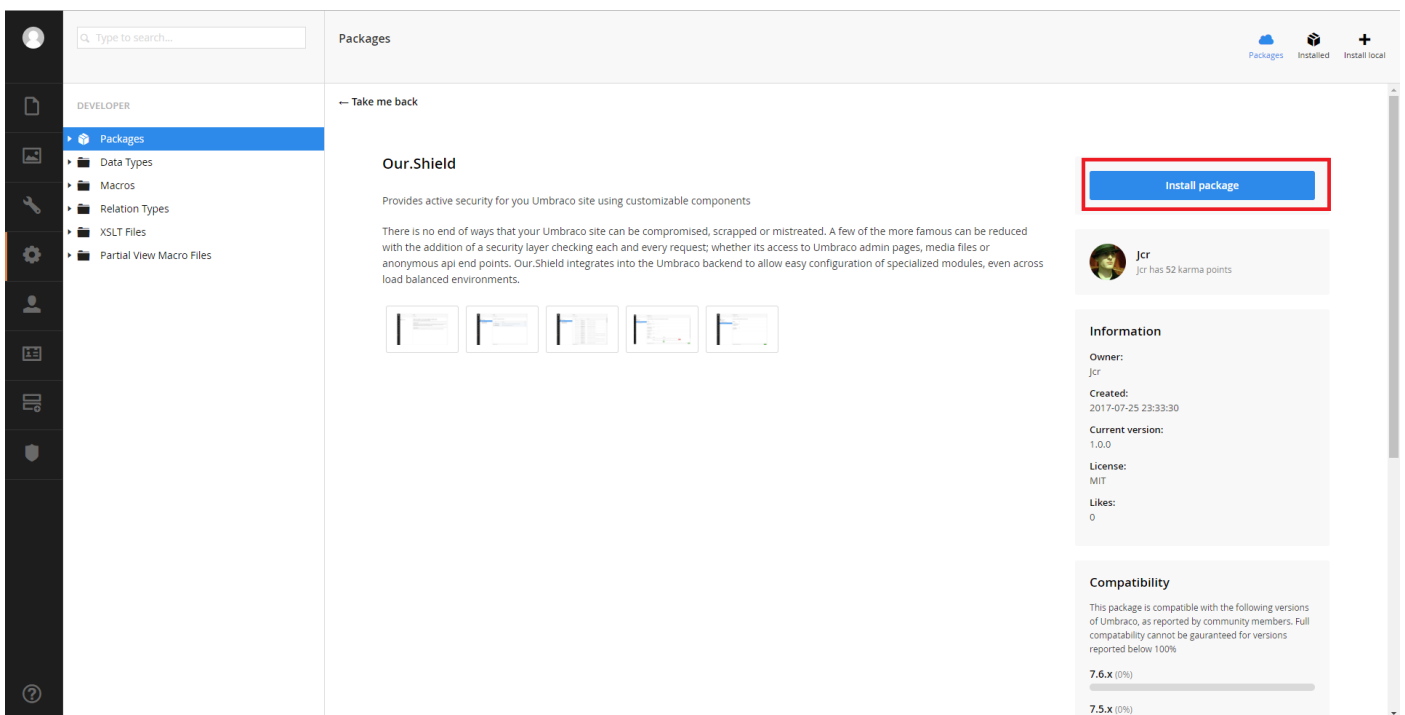 Type to search...
Packages
Packages
Installed
Install local
DEVELOPER
Packages
Data Types
Macros
Relation Types
XSLT Files
Partial View Macro Files
← Take me back
Our.Shield
Provides active security for you Umbraco site using customizable components
There is no end of ways that your Umbraco site can be compromised, scrapped or mistreated. A few of the more famous can be reduced
with the addition of a security layer checking each and every request; whether its access to Umbraco admin pages, media files or
anonymous api end points. Our.Shield integrates into the Umbraco backend to allow easy configuration of specialized modules, even across
load balanced environments.
Install package
Jcr
Jcr has 52 karma points
Information
Owner:
Jcr
Created:
2017-07-25 23:33:30
Current version:
1.0.0
License:
MIT
Likes:
0
Compatibility
This package is compatible with the following versions
of Umbraco, as reported by community members. Full
compatability cannot be gauranteed for versions
reported below 100%
7.6.x (0%)
7.5.x (0%)